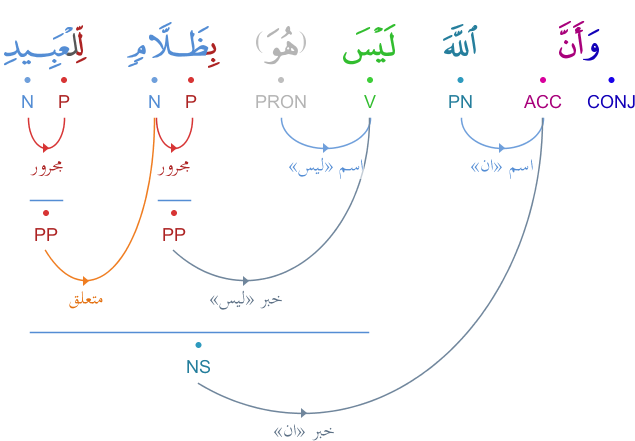 وَأَنَّ ٱللَّهَ لَيْسَ (هُوَ) بِظَلَّامٍ لِّلْعَبِيدِ
CONJ ACC PN V PRON P N P N
اسم «ان» اسم «ليس» مجرور مجرور
PP PP
خبر «ليس» متعلق
NS
خبر «ان»